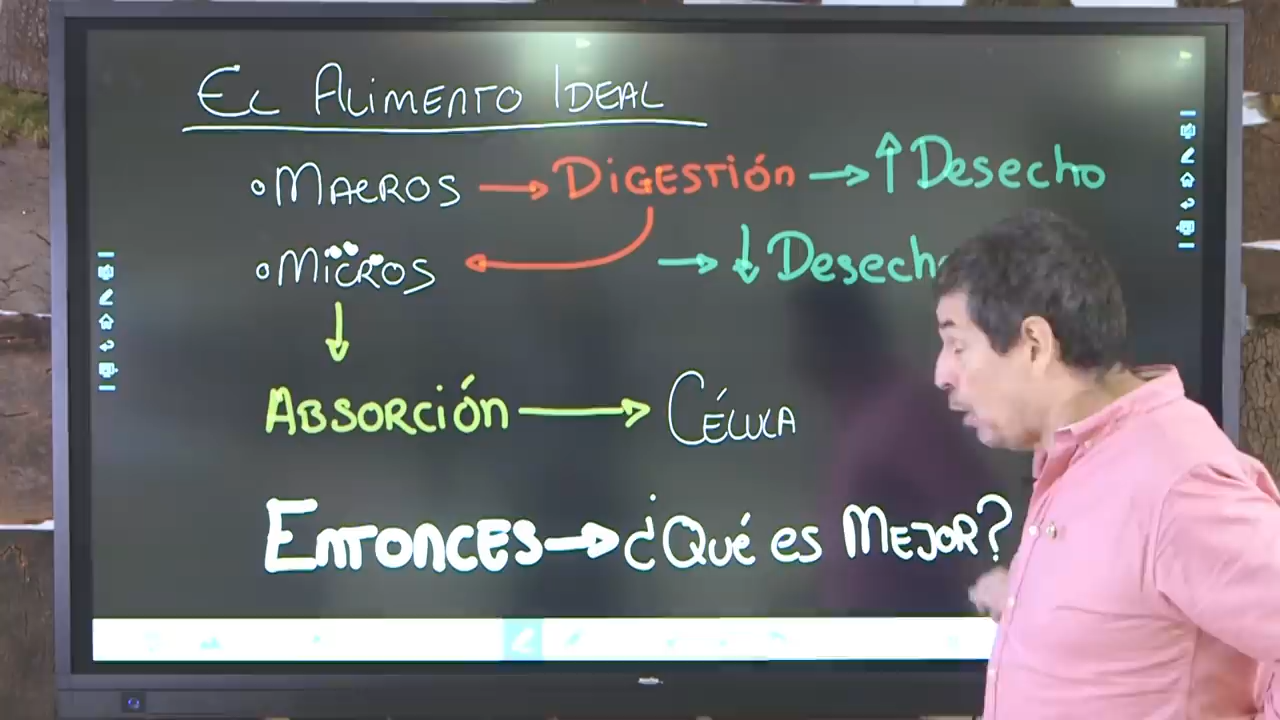 El Alimento Ideal
Macros → Digestión → ↑ Desecho
Micros → ↓ Desecho
Absorción → Célula
Entonces → ¿Qué es Mejor?